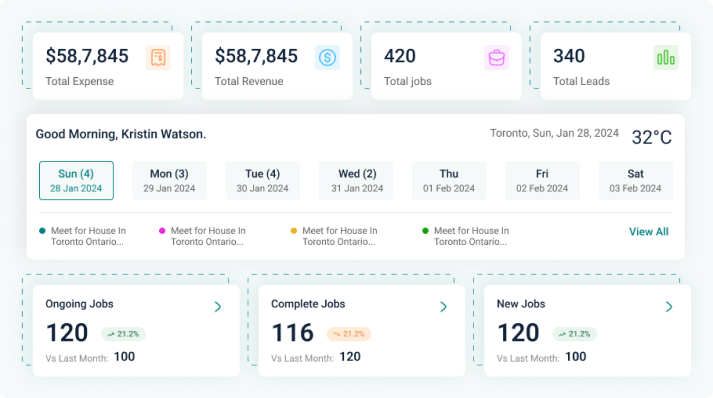 $58,7,845
Total Expense
$58,7,845
Total Revenue
420
Total jobs
340
Total Leads
Good Morning, Kristin Watson.
Toronto, Sun, Jan 28, 2024
32°C
Sun (4)
28 Jan 2024
Mon (3)
29 Jan 2024
Tue (4)
30 Jan 2024
Wed (2)
31 Jan 2024
Thu
01 Feb 2024
Fri
02 Feb 2024
Sat
03 Feb 2024
Meet for House In
Toronto Ontario...
Meet for House In
Toronto Ontario...
Meet for House In
Toronto Ontario...
Meet for House In
Toronto Ontario...
View All
Ongoing Jobs
120
21.2%
Vs Last Month: 100
Complete Jobs
116
21.2%
Vs Last Month: 120
New Jobs
120
21.2%
Vs Last Month: 100